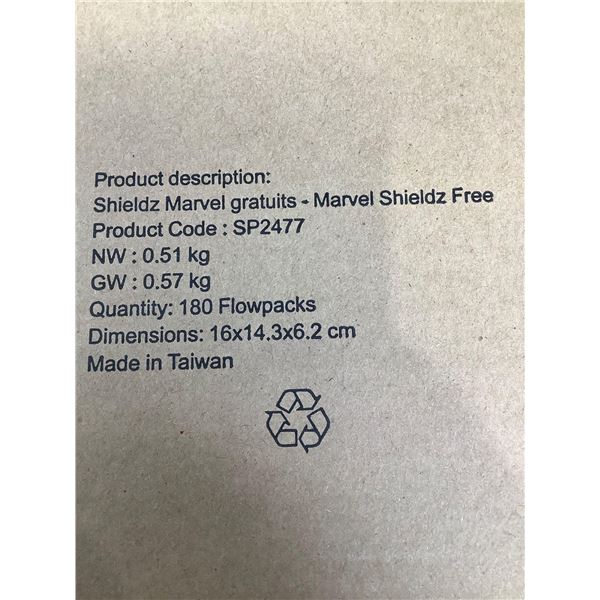 Product description:
Shieldz Marvel gratuits - Marvel Shieldz Free
Product Code : SP2477
NW : 0.51 kg
GW : 0.57 kg
Quantity: 180 Flowpacks
Dimensions: 16x14.3x6.2 cm
Made in Taiwan